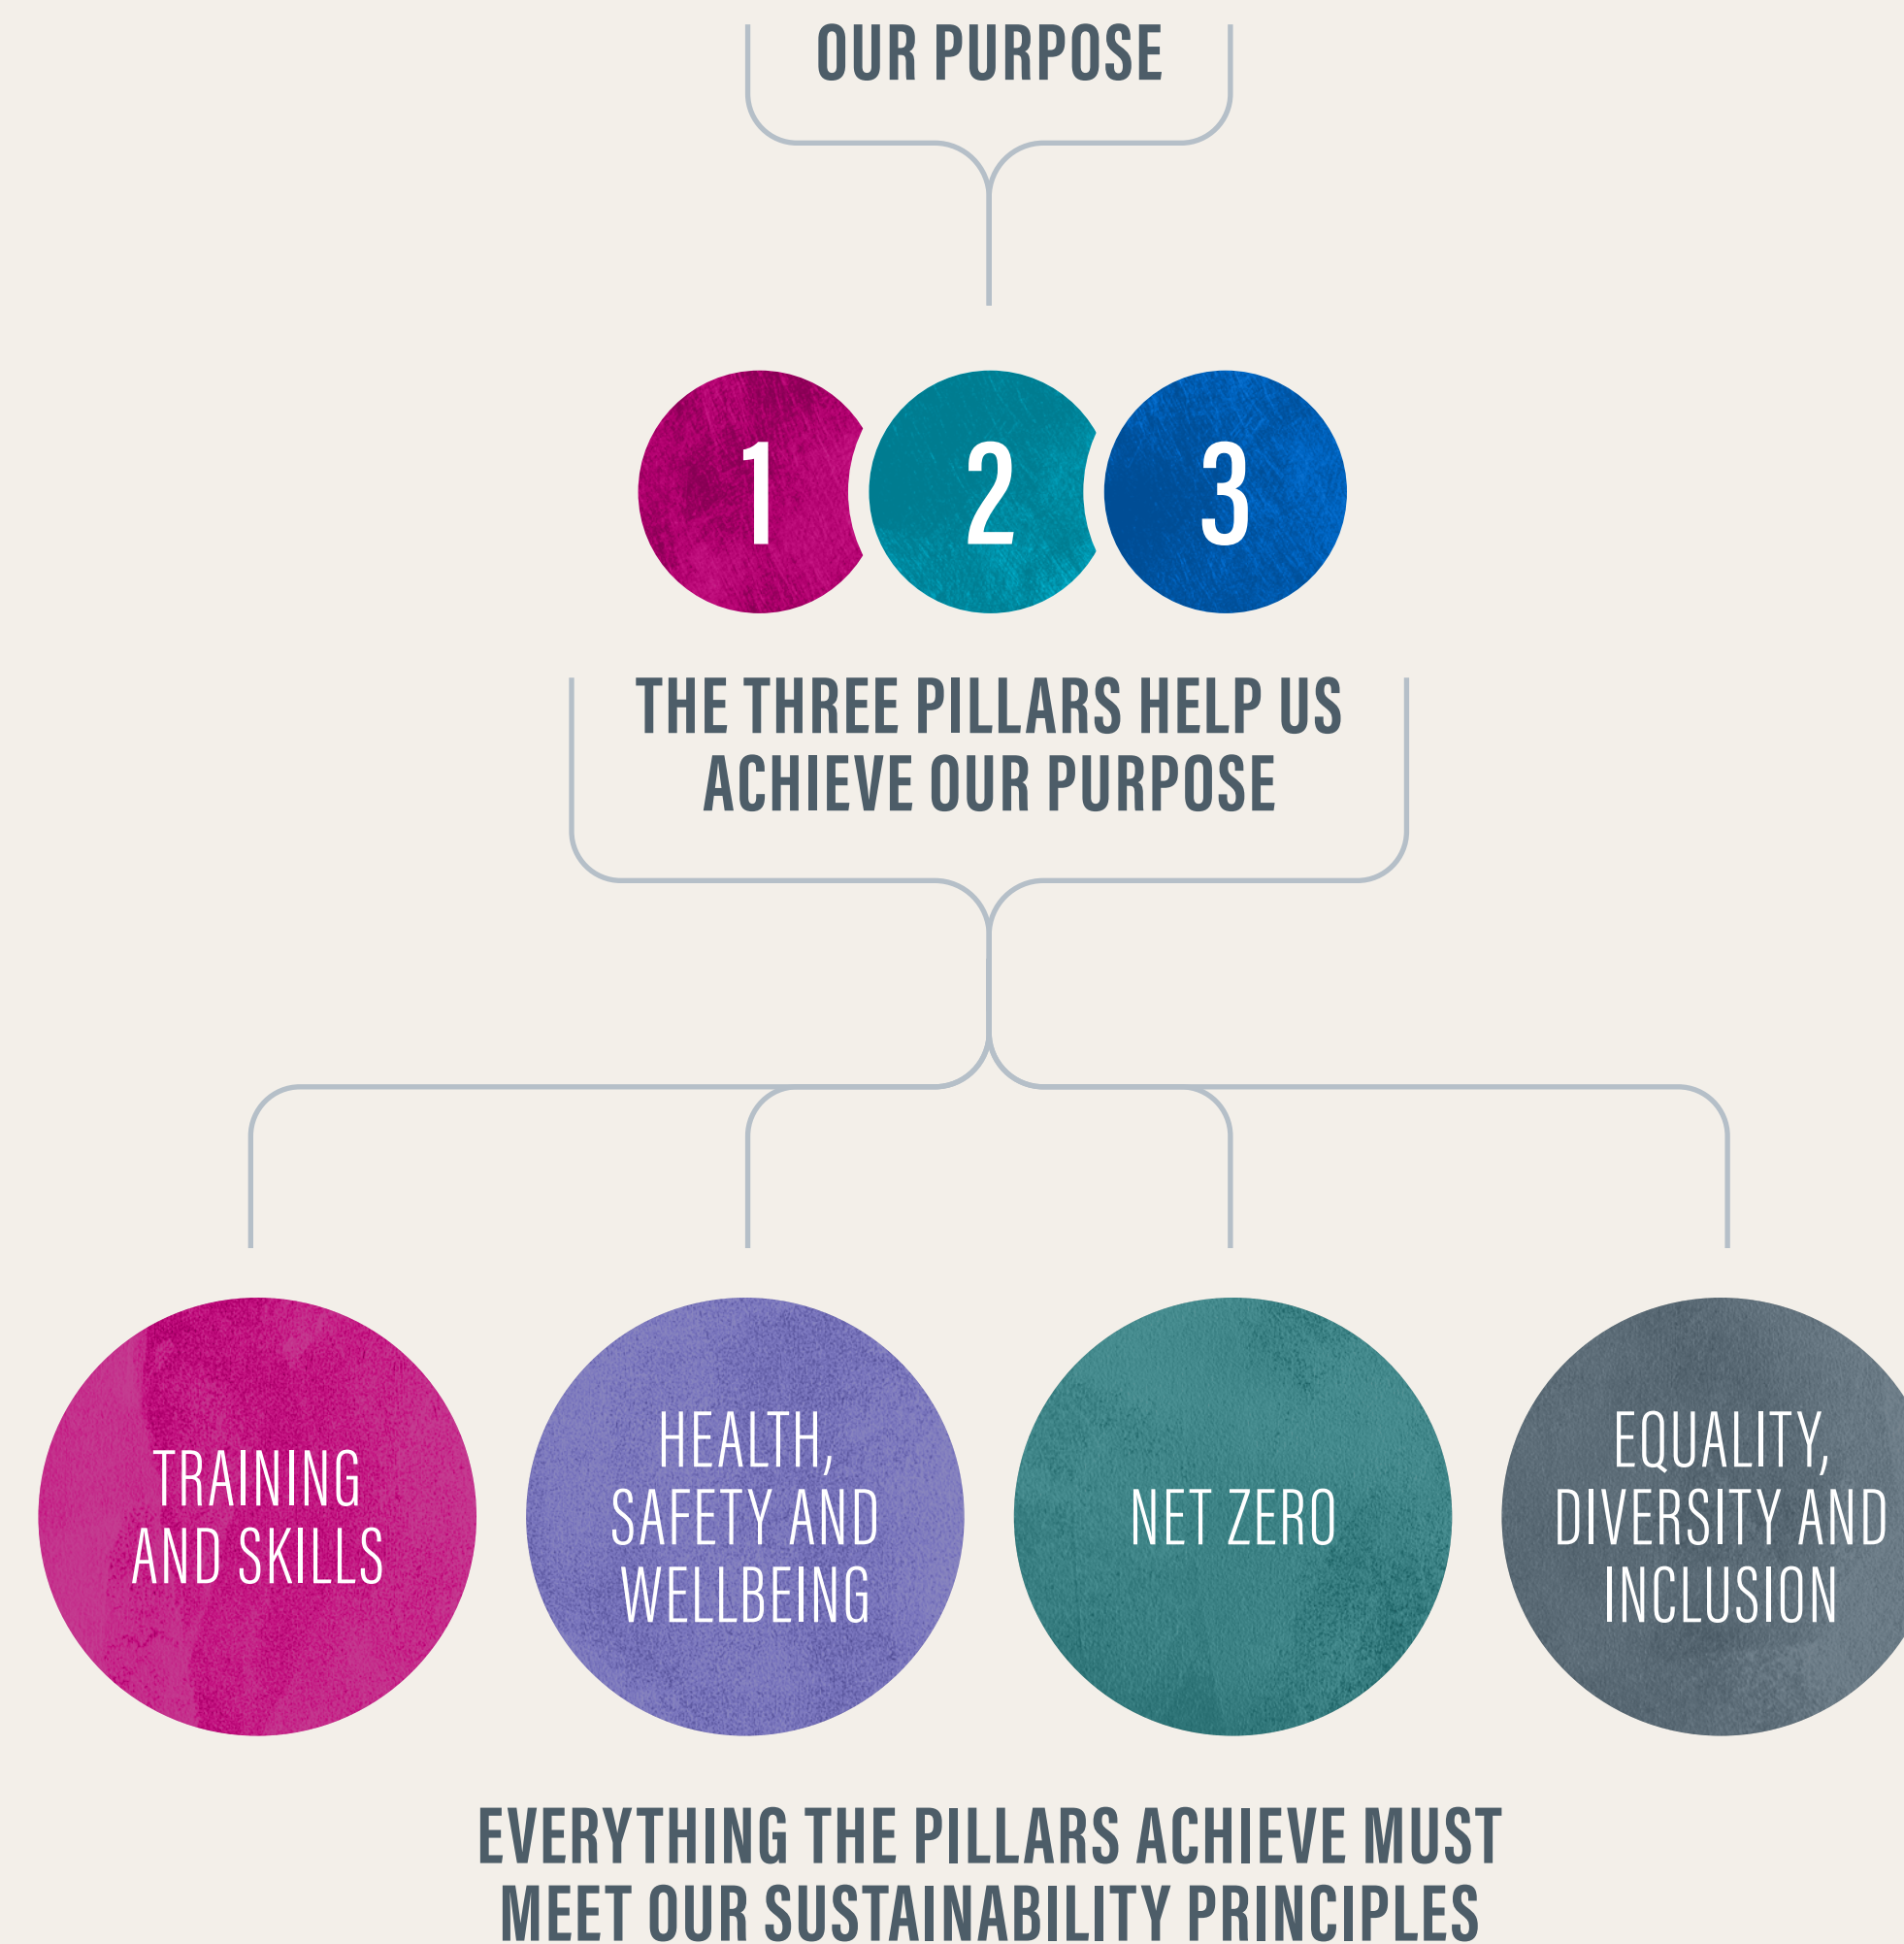 OUR PURPOSE
1 2 3
THE THREE PILLARS HELP US
ACHIEVE OUR PURPOSE
TRAINING
AND SKILLS
HEALTH,
SAFETY AND
WELLBEING
NET ZERO
EQUALITY,
DIVERSITY AND
INCLUSION
EVERYTHING THE PILLARS ACHIEVE MUST
MEET OUR SUSTAINABILITY PRINCIPLES